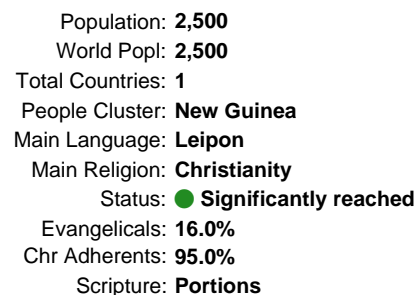 Population: 2,500
World Popl: 2,500
Total Countries: 1
People Cluster: New Guinea
Main Language: Leipon
Main Religion: Christianity
Status: Significantly reached
Evangelicals: 16.0%
Chr Adherents: 95.0%
Scripture: Portions